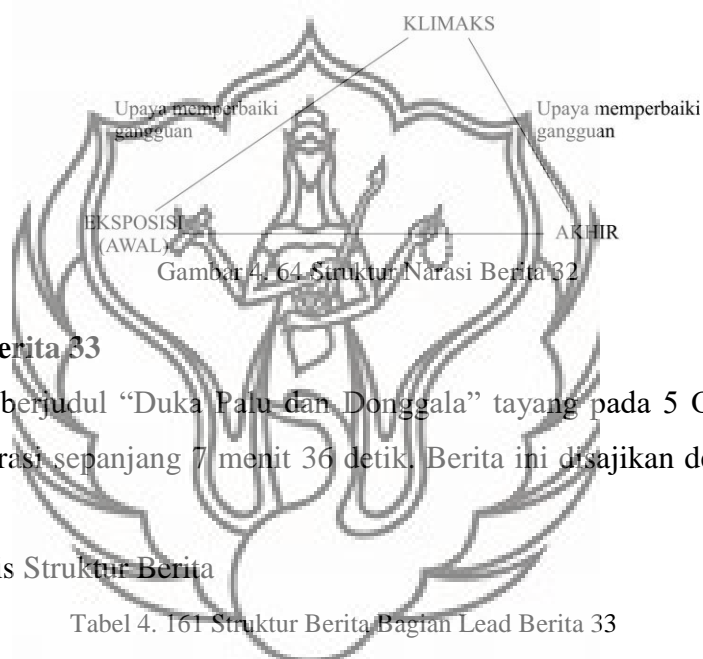 KLIMAKS
Upaya memperbaiki
gangguan
Upaya memperbaiki
gangguan
EKSPOSISI
(AWAL)
AKHIR
Gambar 4. 64 Struktur Narasi Berita 32
erita 33
berjudul “Duka Palu dan Donggala” tayang pada 5 O
rasi sepanjang 7 menit 36 detik. Berita ini disajikan de
s Struktur Berita
Tabel 4. 161 Struktur Berita Bagian Lead Berita 33